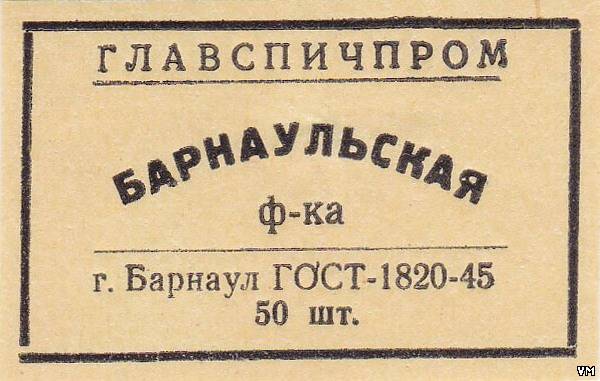 ГЛАВСПИЧПРОМ
БАРНАУЛЬСКАЯ
ф-ка
г. Барнаул ГОСТ-1820-45
50 шт.
VM